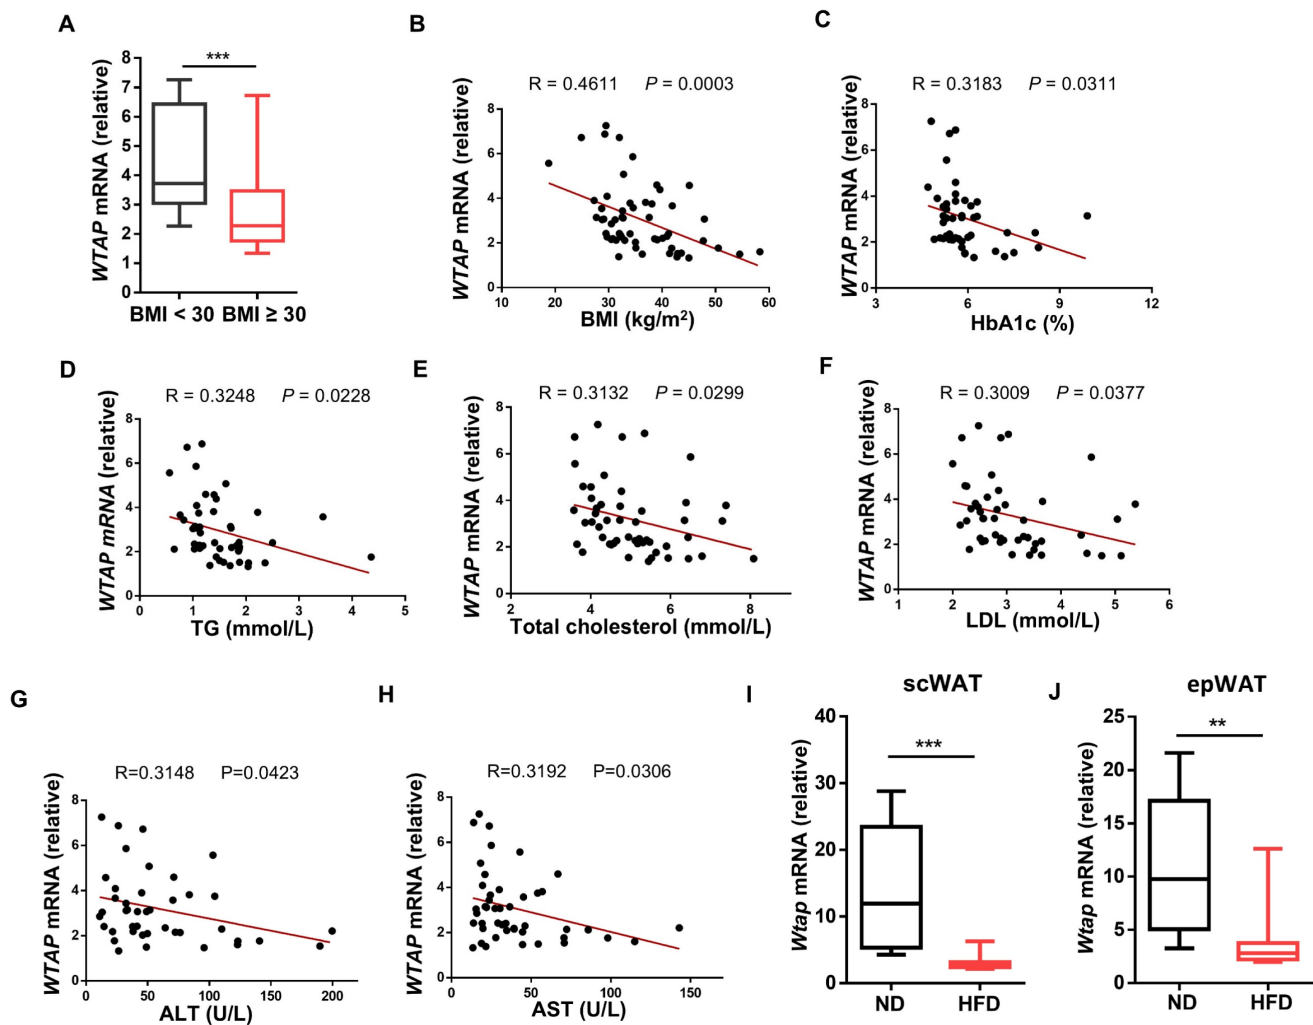 A
***
WTAP mRNA (relative)
8
7
6
5
4
3
2
1
0
BMI < 30 BMI ≥ 30
B
R = 0.4611 P = 0.0003
WTAP mRNA (relative)
8
6
4
2
0
10 20 30 40 50 60
BMI (kg/m²)
C
R = 0.3183 P = 0.0311
WTAP mRNA (relative)
8
6
4
2
0
3 6 9 12
HbA1c (%)
D
R = 0.3248 P = 0.0228
WTAP mRNA (relative)
8
6
4
2
0
0 1 2 3 4 5
TG (mmol/L)
E
R = 0.3132 P = 0.0299
WTAP mRNA (relative)
8
6
4
2
0
2 4 6 8
Total cholesterol (mmol/L)
F
R = 0.3009 P = 0.0377
WTAP mRNA (relative)
8
6
4
2
0
1 2 3 4 5 6
LDL (mmol/L)
G
R=0.3148 P=0.0423
WTAP mRNA (relative)
8
6
4
2
0
0 50 100 150 200
ALT (U/L)
H
R=0.3192 P=0.0306
WTAP mRNA (relative)
8
6
4
2
0
0 50 100 150
AST (U/L)
I
scWAT
***
Wtap mRNA (relative)
40
30
20
10
0
ND HFD
J
epWAT
**
Wtap mRNA (relative)
25
20
15
10
5
0
ND HFD